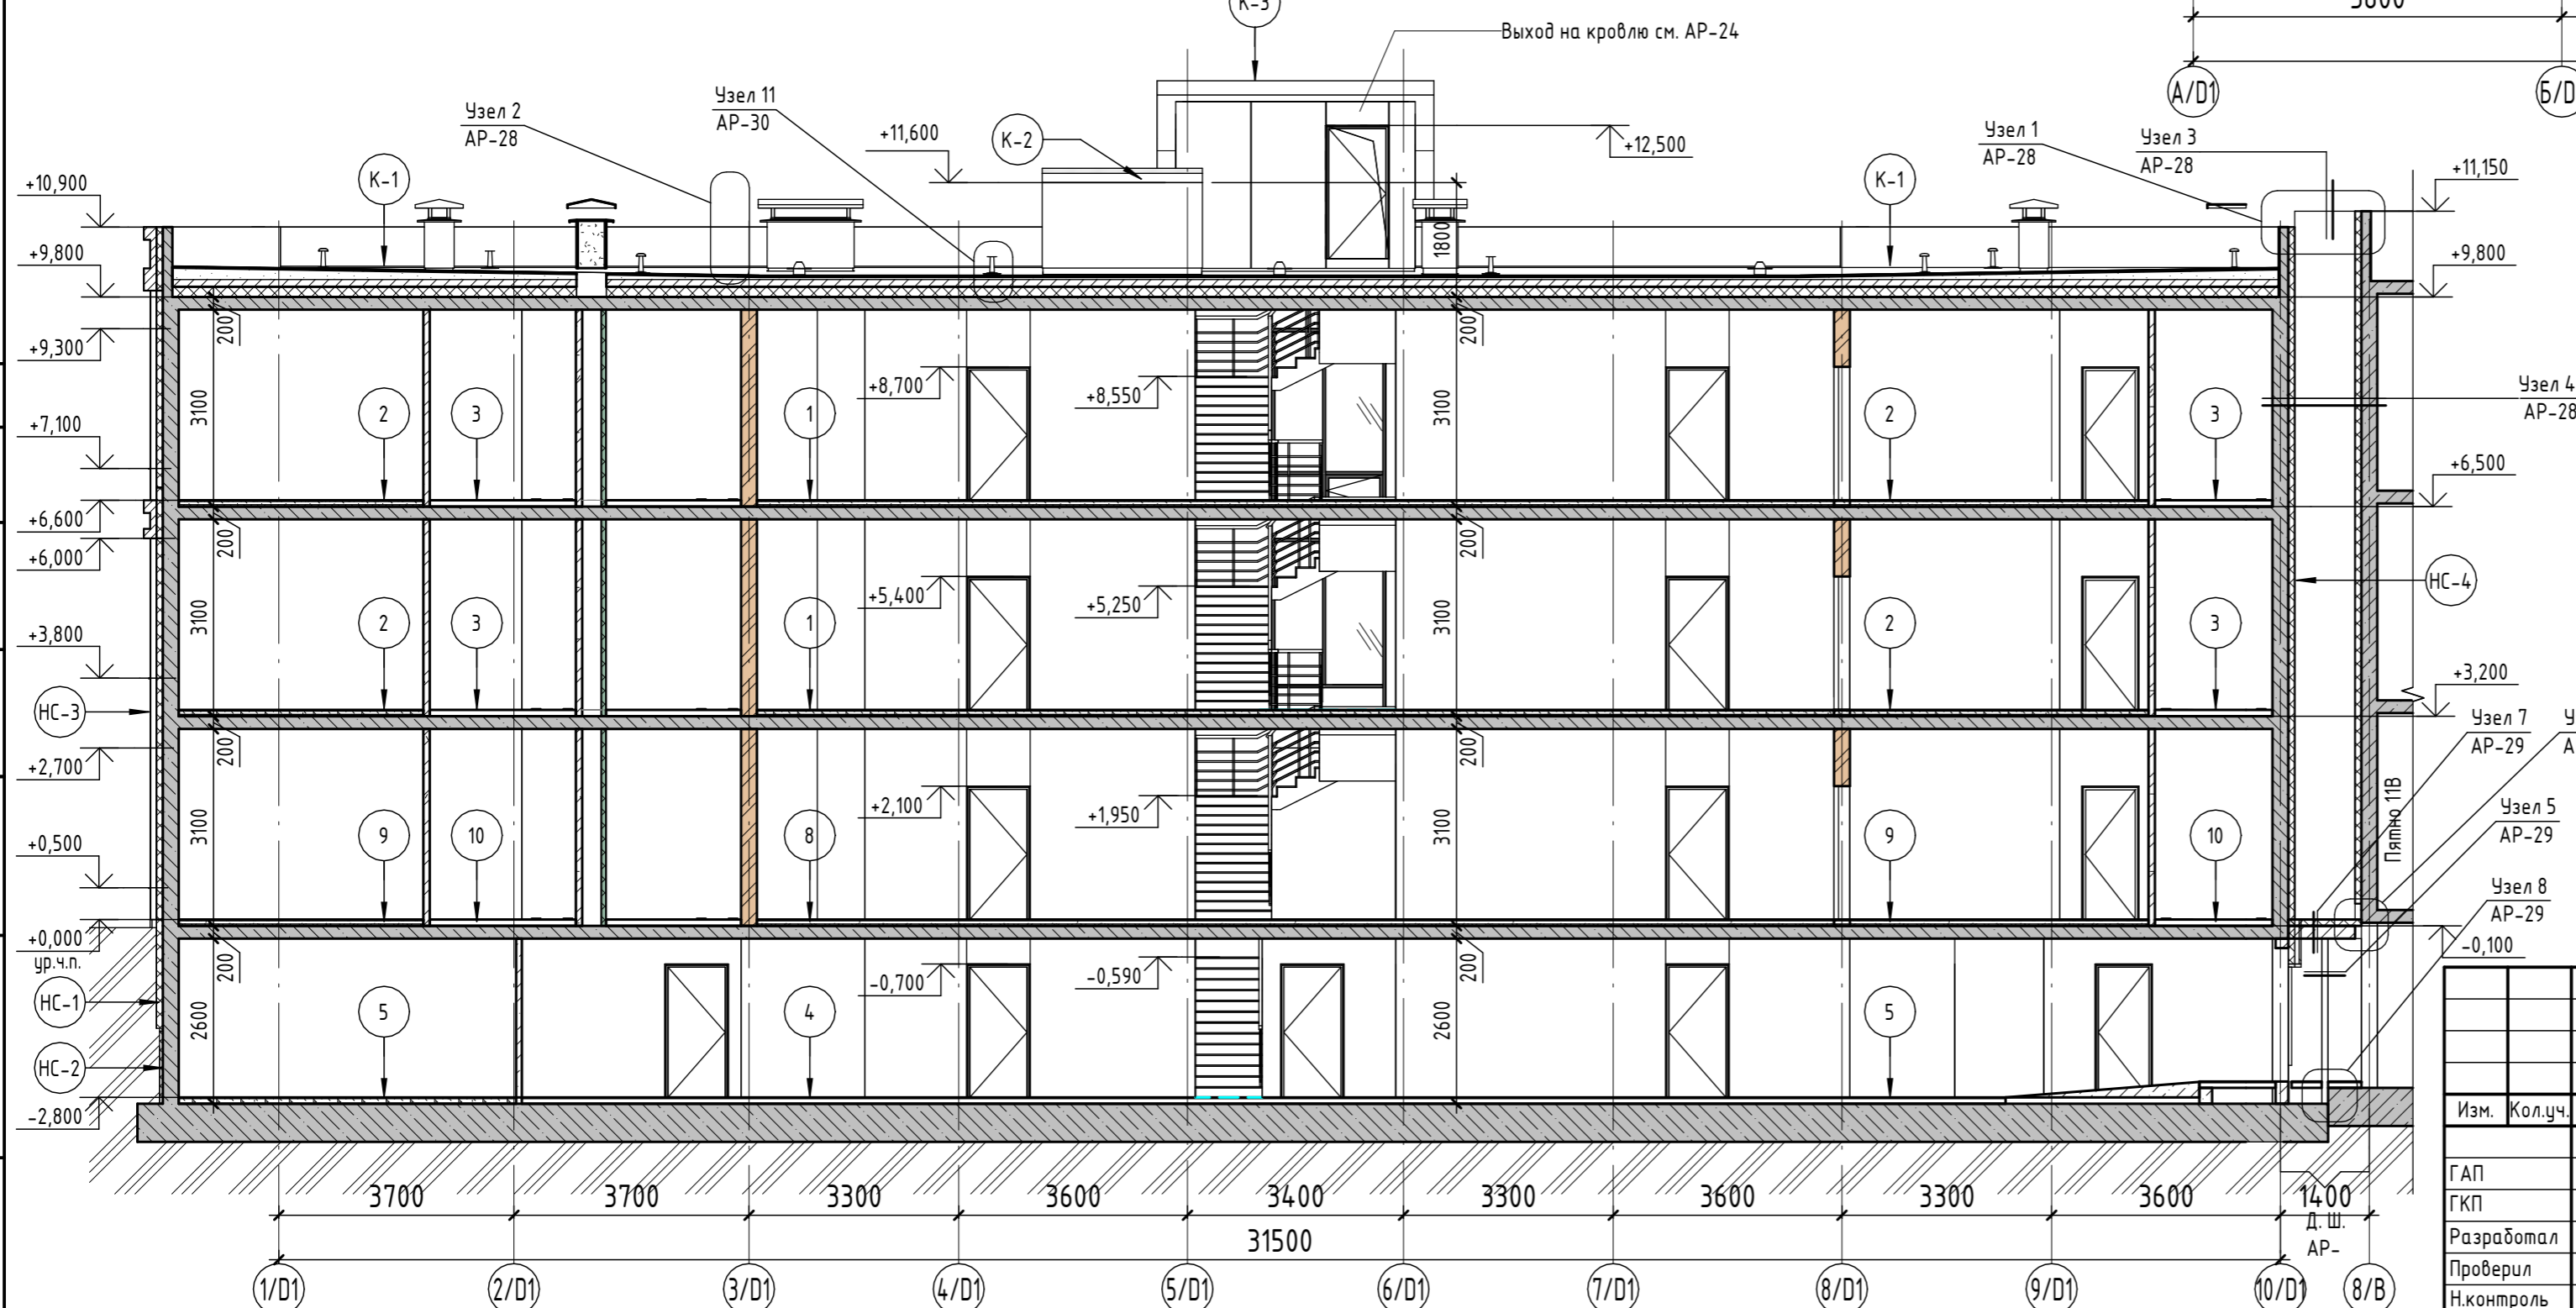 К-3
3600
Выход на кровлю см. АР-24
А/D1
Б/D
Узел 2
АР-28
Узел 11
АР-30
+11,600
К-2
+12,500
Узел 1
АР-28
Узел 3
АР-28
+11,150
+10,900
К-1
К-1
+9,800
1800
+9,800
200
200
+9,300
+8,700
+8,550
3100
2
3
1
3100
2
3
Узел 4
АР-28
+7,100
+6,500
+6,600
200
200
+6,000
+5,400
+5,250
НС-4
3100
2
3
1
3100
2
3
+3,800
+3,200
НС-3
Узел 7
АР-29
У
А
200
200
+2,700
+2,100
+1,950
Пятно 11В
Узел 5
АР-29
3100
9
10
8
3100
9
10
+0,500
Узел 8
АР-29
+0,000
ур.ч.п.
-0,100
200
-0,700
-0,590
200
НС-1
2600
5
4
2600
5
НС-2
-2,800
Изм.
Кол.уч.
ГАП
ГКП
Разработал
Проверил
Н.контроль
3700
3700
3300
3600
3400
3300
3600
3300
3600
1400
Д. Ш.
АР-
31500
1/D1
2/D1
3/D1
4/D1
5/D1
6/D1
7/D1
8/D1
9/D1
10/D1
8/В